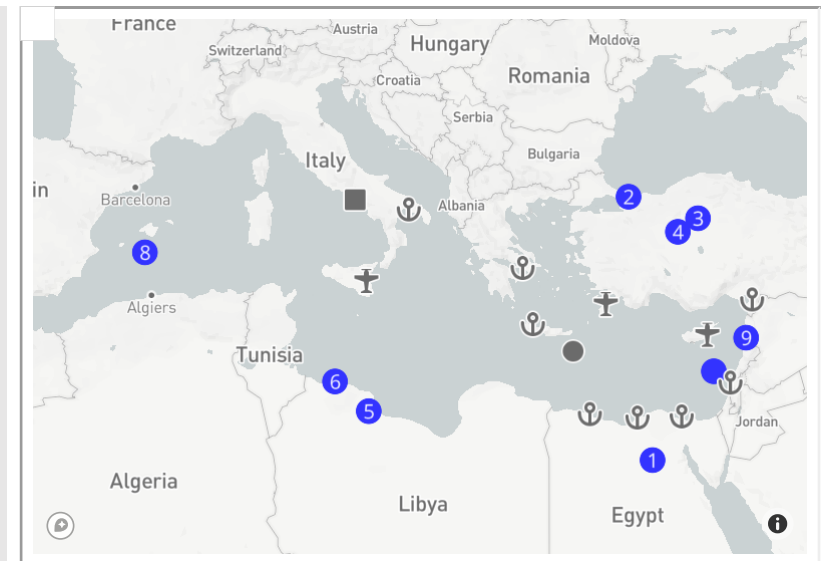 France
Austria
Switzerland
Hungary
Moldova
Croatia
Romania
Serbia
Italy
Bulgaria
in
Barcelona
Albania
2
3
4
8
Algiers
9
Tunisia
6
5
Jordan
1
Algeria
Libya
Egypt
i